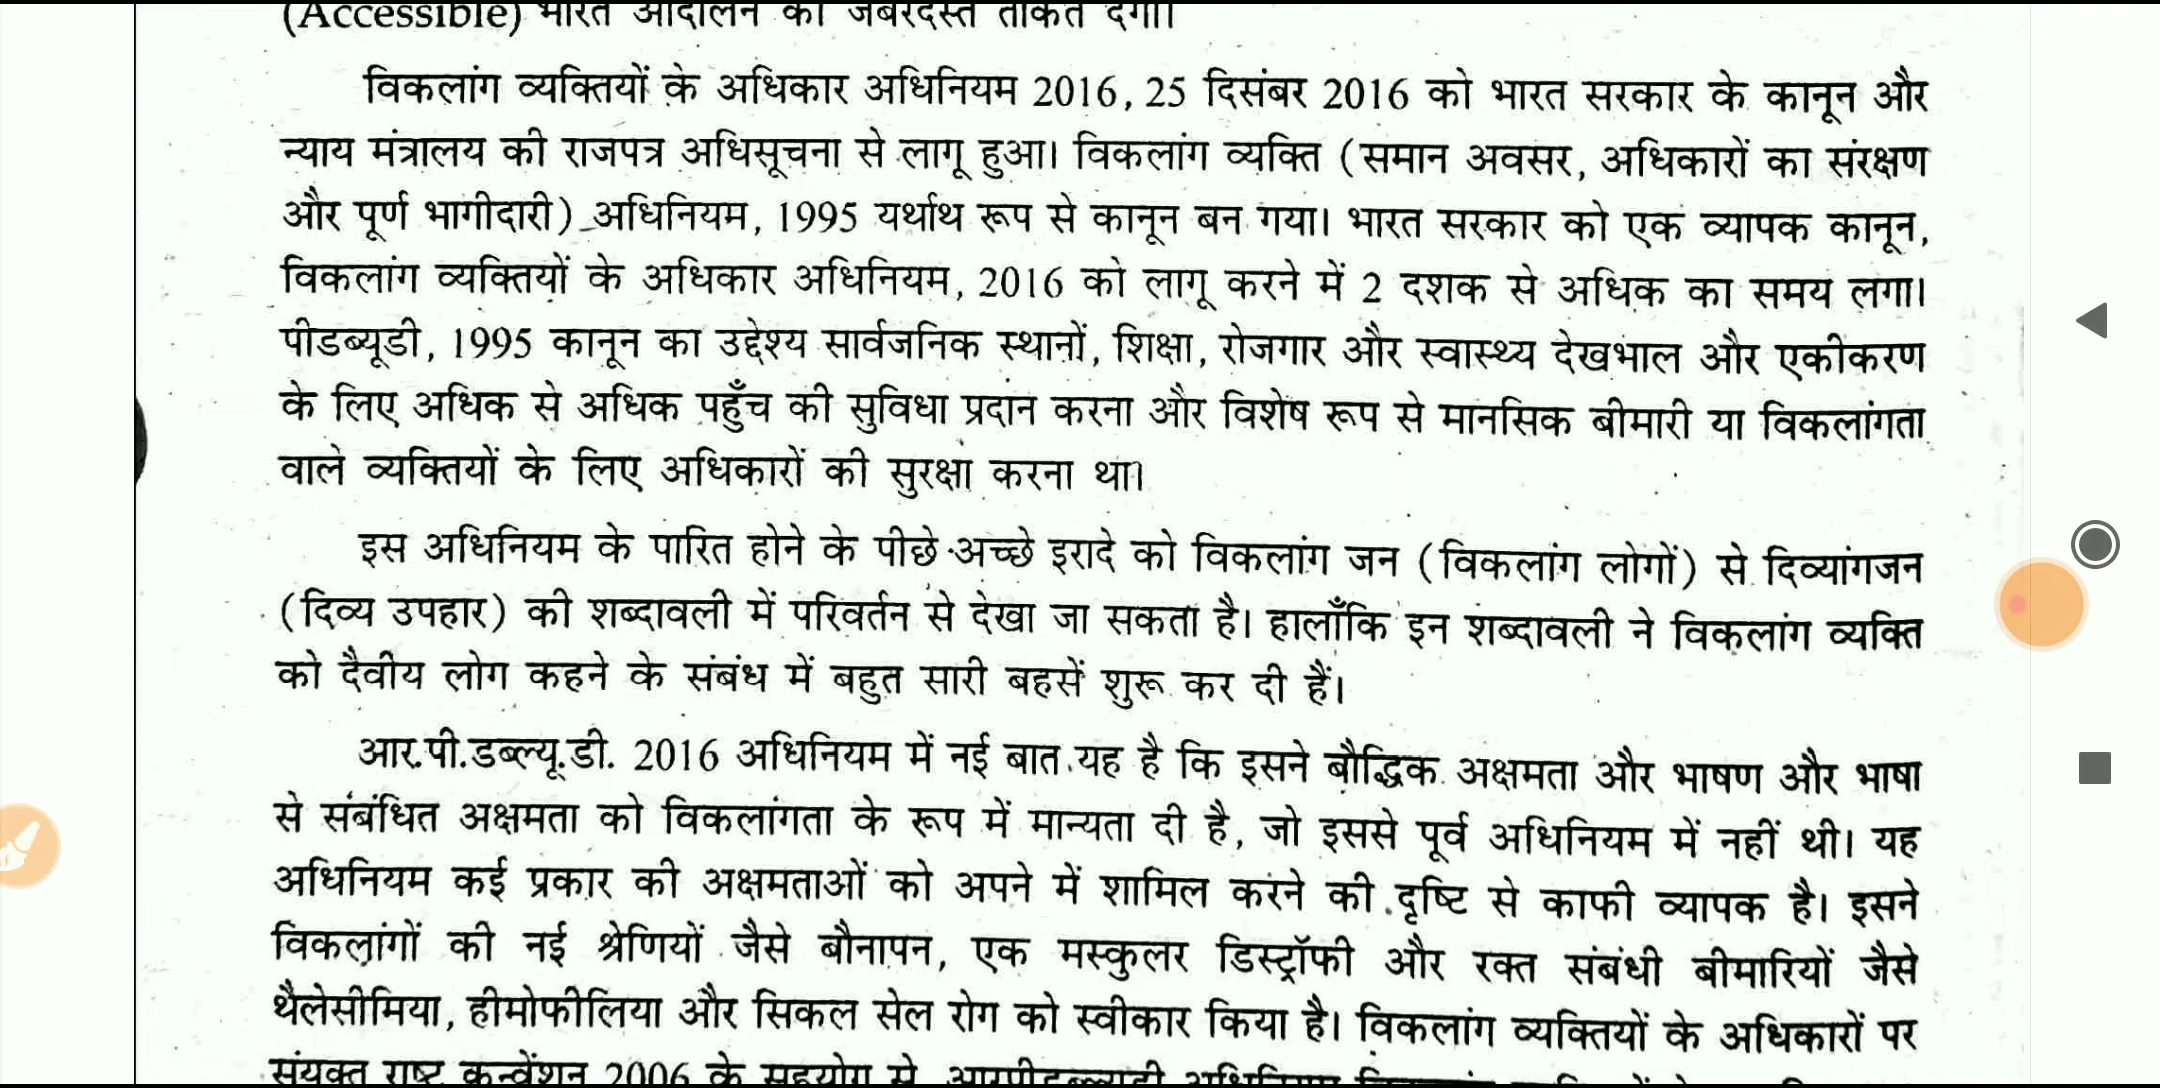 (Accessible) भारत आंदोलन को जबरदस्त ताकत देगा।
विकलांग व्यक्तियों के अधिकार अधिनियम 2016, 25 दिसंबर 2016 को भारत सरकार के कानून और
न्याय मंत्रालय की राजपत्र अधिसूचना से लागू हुआ। विकलांग व्यक्ति (समान अवसर, अधिकारों का संरक्षण
और पूर्ण भागीदारी) अधिनियम, 1995 यर्थाथ रूप से कानून बन गया। भारत सरकार को एक व्यापक कानून,
विकलांग व्यक्तियों के अधिकार अधिनियम, 2016 को लागू करने में 2 दशक से अधिक का समय लगा।
पीडब्यूडी, 1995 कानून का उद्देश्य सार्वजनिक स्थानों, शिक्षा, रोजगार और स्वास्थ्य देखभाल और एकीकरण
के लिए अधिक से अधिक पहुँच की सुविधा प्रदान करना और विशेष रूप से मानसिक बीमारी या विकलांगता
वाले व्यक्तियों के लिए अधिकारों की सुरक्षा करना था।
इस अधिनियम के पारित होने के पीछे अच्छे इरादे को विकलांग जन (विकलांग लोगों) से दिव्यांगजन
(दिव्य उपहार) की शब्दावली में परिवर्तन से देखा जा सकता है। हालाँकि इन शब्दावली ने विकलांग व्यक्ति
को दैवीय लोग कहने के संबंध में बहुत सारी बहसें शुरू कर दी हैं।
आर.पी.डब्ल्यू.डी. 2016 अधिनियम में नई बात यह है कि इसने बौद्धिक अक्षमता और भाषण और भाषा
से संबंधित अक्षमता को विकलांगता के रूप में मान्यता दी है, जो इससे पूर्व अधिनियम में नहीं थी। यह
अधिनियम कई प्रकार की अक्षमताओं को अपने में शामिल करने की दृष्टि से काफी व्यापक है। इसने
विकलांगों की नई श्रेणियों जैसे बौनापन, एक मस्कुलर डिस्ट्रॉफी और रक्त संबंधी बीमारियों जैसे
थैलेसीमिया, हीमोफीलिया और सिकल सेल रोग को स्वीकार किया है। विकलांग व्यक्तियों के अधिकारों पर
संयुक्त राष्ट्र कन्वेंशन 2006 के सहयोग से, आरपीडब्ल्यूडी अधिनियम